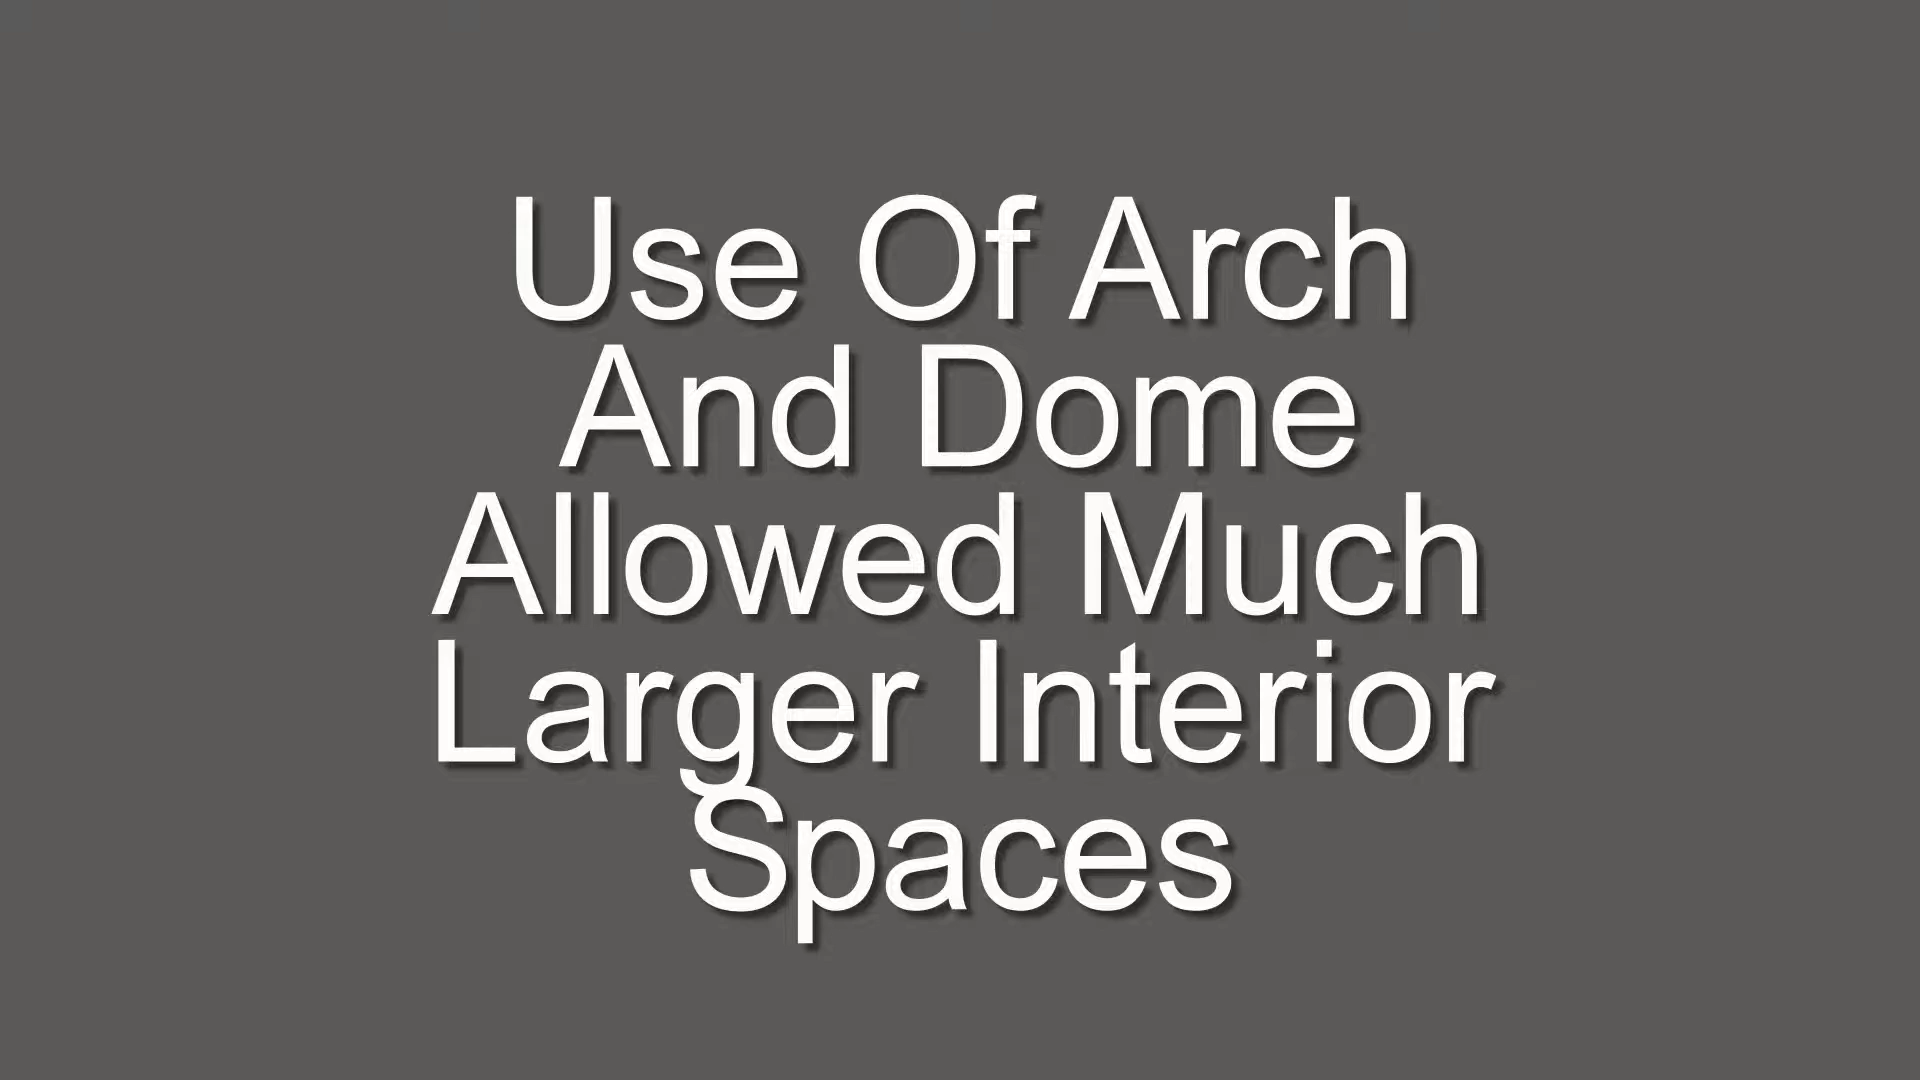 Use Of Arch
And Dome
Allowed Much
Larger Interior
Spaces